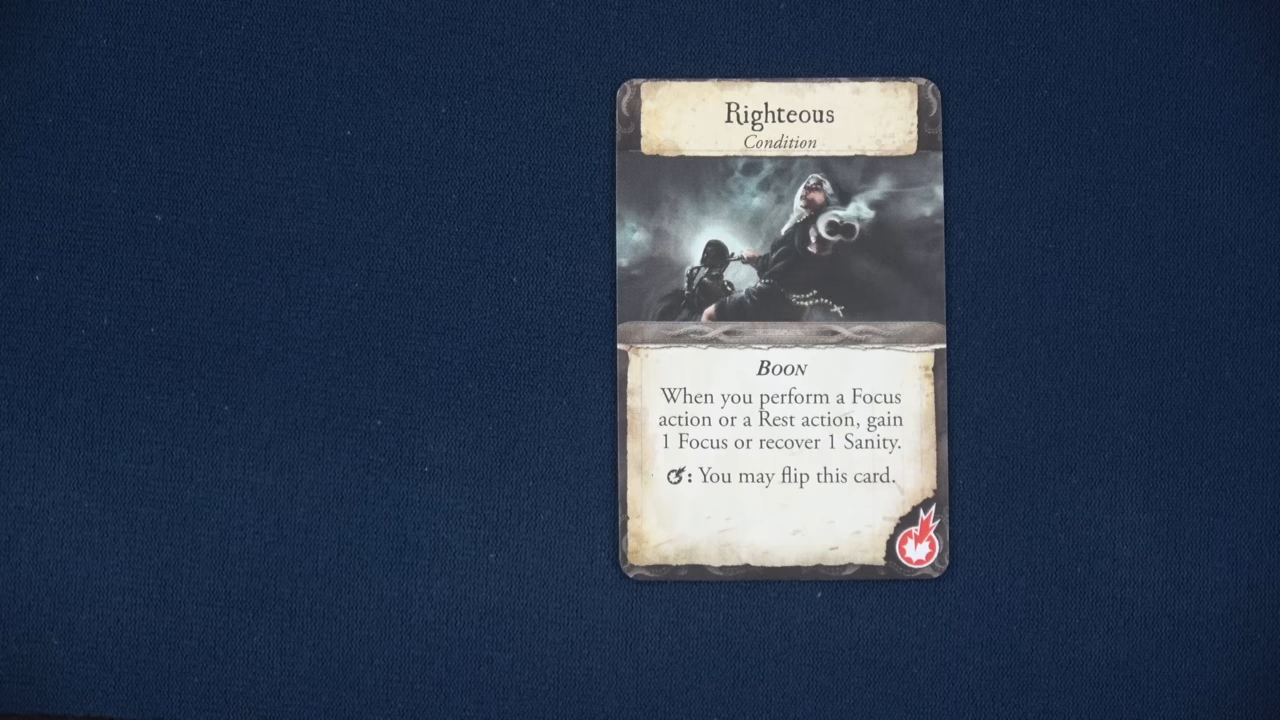 Righteous
Condition
BOON
When you perform a Focus
action or a Rest action, gain
1 Focus or recover 1 Sanity.
: You may flip this card.